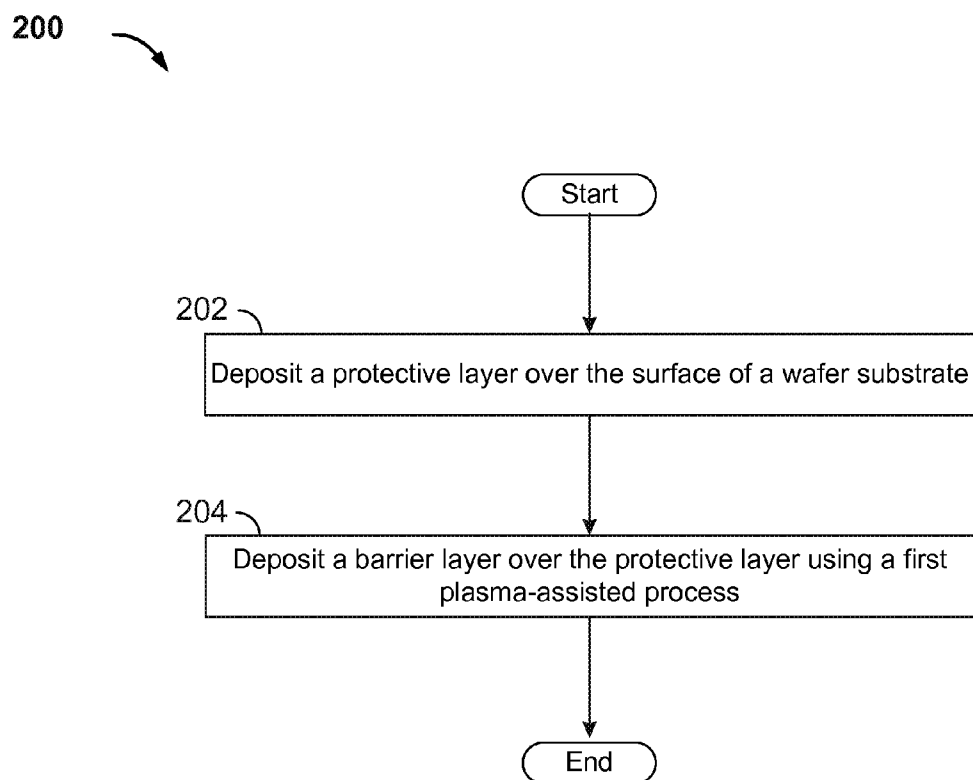 200
Start
202
Deposit a protective layer over the surface of a wafer substrate
204
Deposit a barrier layer over the protective layer using a first
plasma-assisted process
End